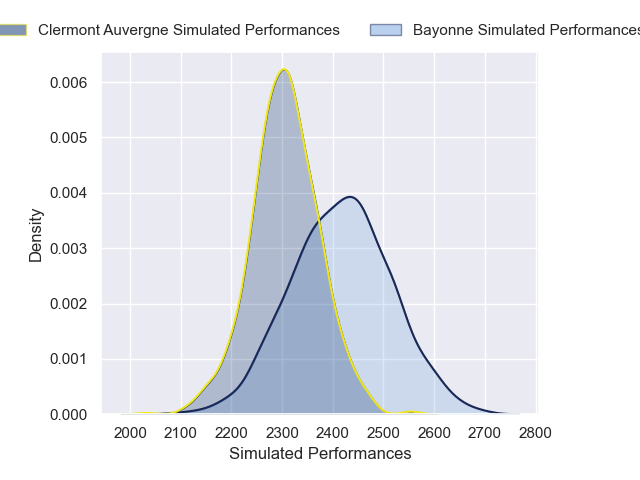 Clermont Auvergne Simulated Performances Bayonne Simulated Performances
0.006
0.005
0.004
0.003
0.002
0.001
0.000
Density
2000 2100 2200 2300 2400 2500 2600 2700 2800
Simulated Performances